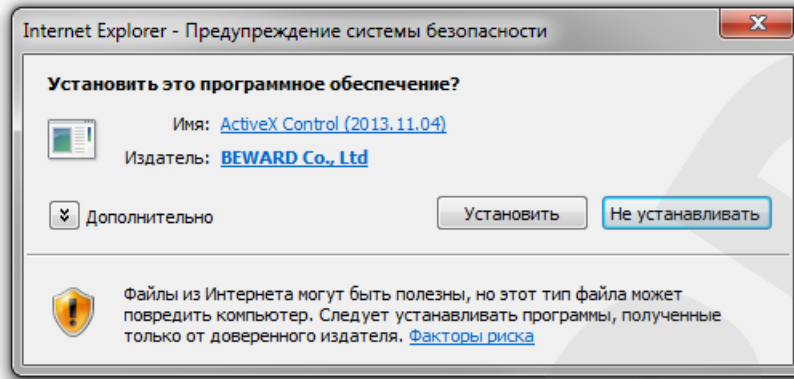 Internet Explorer - Предупреждение системы безопасности
Установить это программное обеспечение?
Имя: ActiveX Control (2013.11.04)
Издатель: BEWARD Co., Ltd
Дополнительно
Установить
Не устанавливать
Файлы из Интернета могут быть полезны, но этот тип файла может
повредить компьютер. Следует устанавливать программы, полученные
только от доверенного издателя. Факторы риска